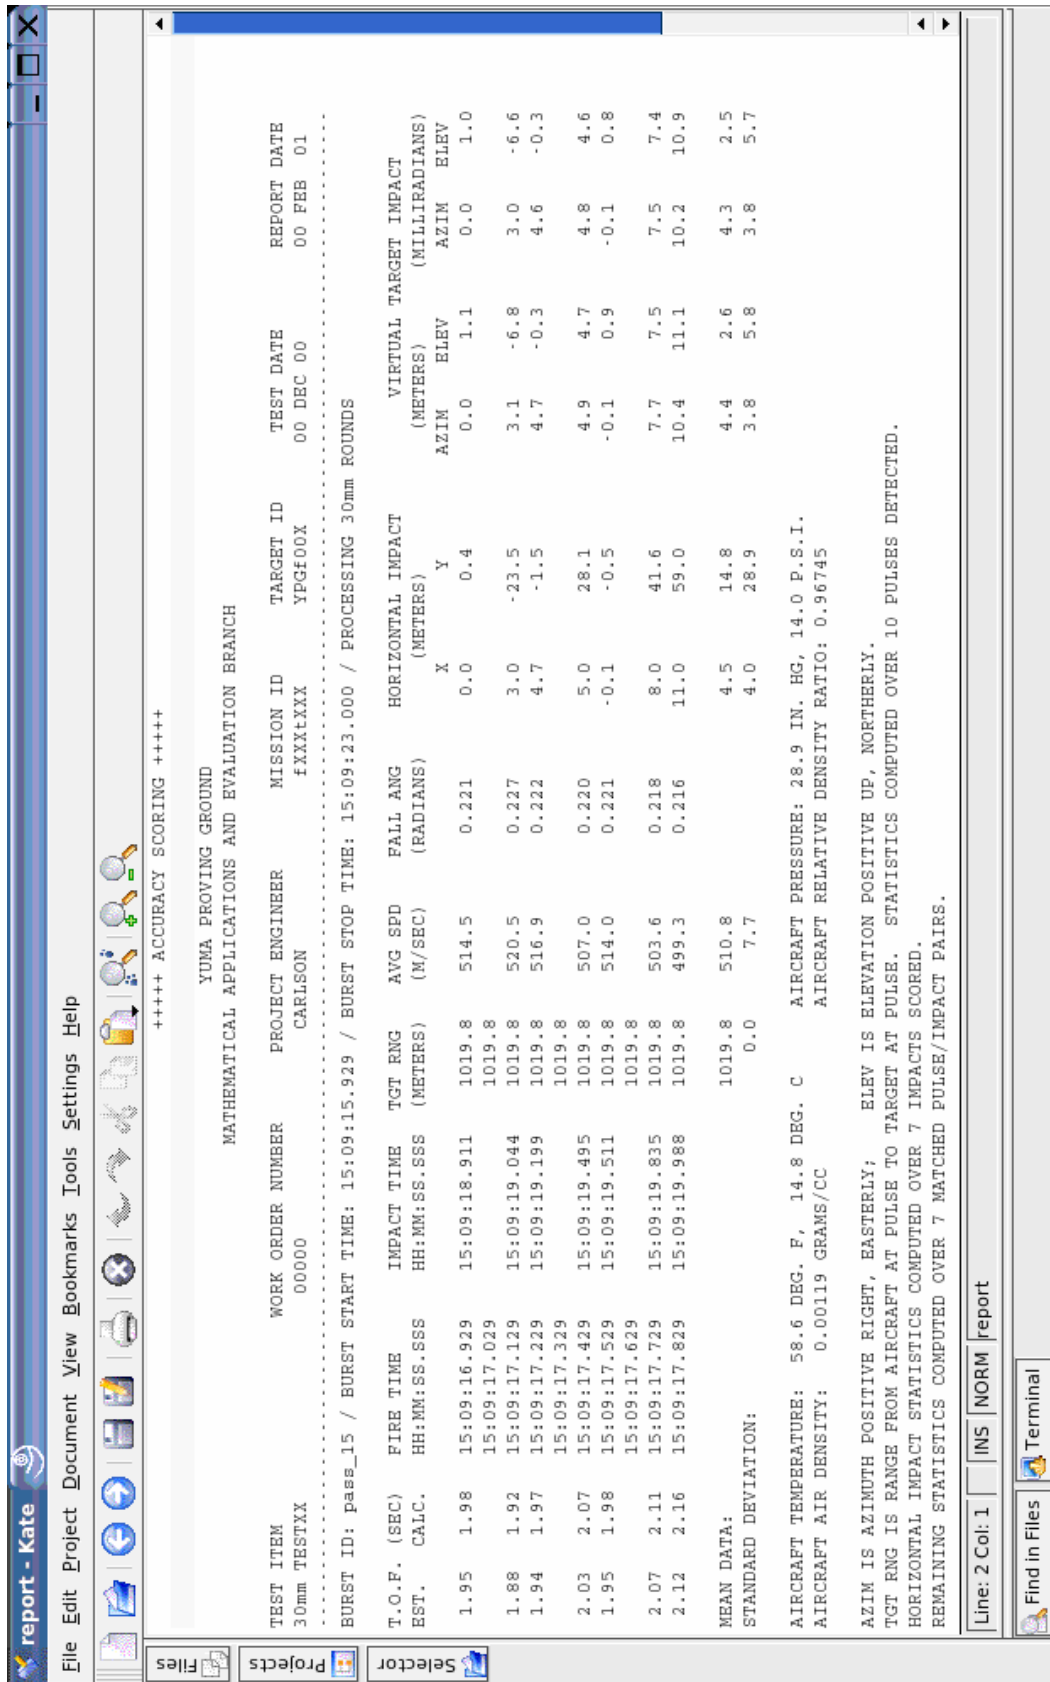 report - Kate
File Edit Project Document View Bookmarks Tools Settings Help
Files
Projects
Selector
+++++ ACCURACY SCORING +++++
YUMA PROVING GROUND
MATHEMATICAL APPLICATIONS AND EVALUATION BRANCH
TEST ITEM WORK ORDER NUMBER PROJECT ENGINEER MISSION ID TARGET ID TEST DATE REPORT DATE
30mm TESTXX 00000 CARLSON fXXXtXXX YPGf00X 00 DEC 00 00 FEB 01
BURST ID: pass_15 / BURST START TIME: 15:09:15.929 / BURST STOP TIME: 15:09:23.000 / PROCESSING 30mm ROUNDS
T.O.F. (SEC) FIRE TIME IMPACT TIME TGT RNG AVG SPD FALL ANG HORIZONTAL IMPACT VIRTUAL TARGET IMPACT
EST. CALC. HH:MM:SS.SSS HH:MM:SS.SSS (METERS) (M/SEC) (RADIANS) (METERS) (METERS) (MILLIRADIANS)
X Y AZIM ELEV AZIM ELEV
1.95 1.98 15:09:16.929 15:09:18.911 1019.8 514.5 0.221 0.0 0.4 0.0 1.1 0.0 1.0
15:09:17.029 1019.8
1.88 1.92 15:09:17.129 15:09:19.044 1019.8 520.5 0.227 3.0 -23.5 3.1 -6.8 3.0 -6.6
1.94 1.97 15:09:17.229 15:09:19.199 1019.8 516.9 0.222 4.7 -1.5 4.7 -0.3 4.6 -0.3
15:09:17.329 1019.8
2.03 2.07 15:09:17.429 15:09:19.495 1019.8 507.0 0.220 5.0 28.1 4.9 4.7 4.8 4.6
1.95 1.98 15:09:17.529 15:09:19.511 1019.8 514.0 0.221 -0.1 -0.5 -0.1 0.9 -0.1 0.8
15:09:17.629 1019.8
2.07 2.11 15:09:17.729 15:09:19.835 1019.8 503.6 0.218 8.0 41.6 7.7 7.5 7.5 7.4
2.12 2.16 15:09:17.829 15:09:19.988 1019.8 499.3 0.216 11.0 59.0 10.4 11.1 10.2 10.9
MEAN DATA: 1019.8 510.8 4.5 14.8 4.4 2.6 4.3 2.5
STANDARD DEVIATION: 0.0 7.7 4.0 28.9 3.8 5.8 3.8 5.7
AIRCRAFT TEMPERATURE: 58.6 DEG. F, 14.8 DEG. C AIRCRAFT PRESSURE: 28.9 IN. HG, 14.0 P.S.I.
AIRCRAFT AIR DENSITY: 0.00119 GRAMS/CC AIRCRAFT RELATIVE DENSITY RATIO: 0.96745
AZIM IS AZIMUTH POSITIVE RIGHT, EASTERLY; ELEV IS ELEVATION POSITIVE UP, NORTHERLY.
TGT RNG IS RANGE FROM AIRCRAFT AT PULSE TO TARGET AT PULSE. STATISTICS COMPUTED OVER 10 PULSES DETECTED.
HORIZONTAL IMPACT STATISTICS COMPUTED OVER 7 IMPACTS SCORED.
REMAINING STATISTICS COMPUTED OVER 7 MATCHED PULSE/IMPACT PAIRS.
Line: 2 Col: 1 INS NORM report
Find in Files Terminal